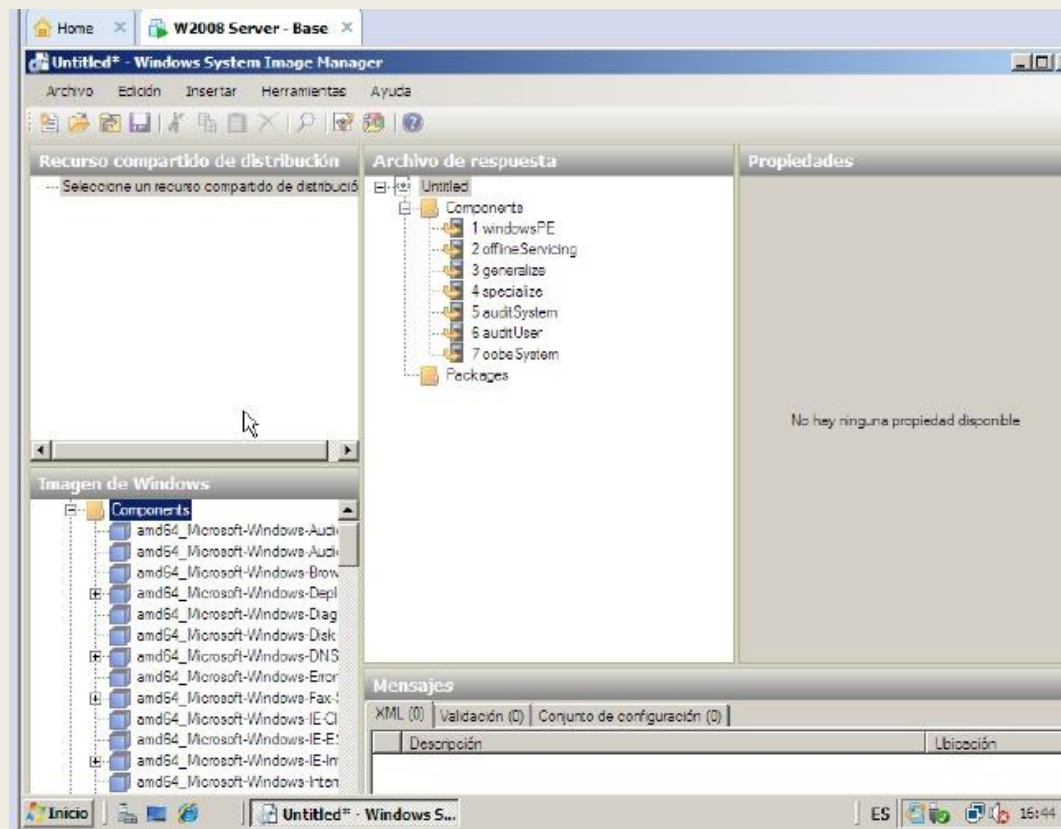 Home
W2008 Server - Base
Untitled* - Windows System Image Manager
Archivo Edición Insertar Herramientas Ayuda
Recurso compartido de distribución
Seleccione un recurso compartido de distribució
Archivo de respuesta
Untitled
Components
1 windowsPE
2 offlineServicing
3 generalize
4 specialize
5 auditSystem
6 auditUser
7 oobeSystem
Packages
Propiedades
No hay ninguna propiedad disponible
Imagen de Windows
Components
amd64_Microsoft-Windows-Audi
amd64_Microsoft-Windows-Audi
amd64_Microsoft-Windows-Brow
amd64_Microsoft-Windows-Depl
amd64_Microsoft-Windows-Diag
amd64_Microsoft-Windows-Disk
amd64_Microsoft-Windows-DNS
amd64_Microsoft-Windows-Error
amd64_Microsoft-Windows-Fax-
amd64_Microsoft-Windows-IE-Cl
amd64_Microsoft-Windows-IE-E
amd64_Microsoft-Windows-IE-In
amd64_Microsoft-Windows-Intern
Mensajes
XML (0) Validación (0) Conjunto de configuración (0)
Descripción Ubicación
Inicio
Untitled* - Windows S...
ES
16:44